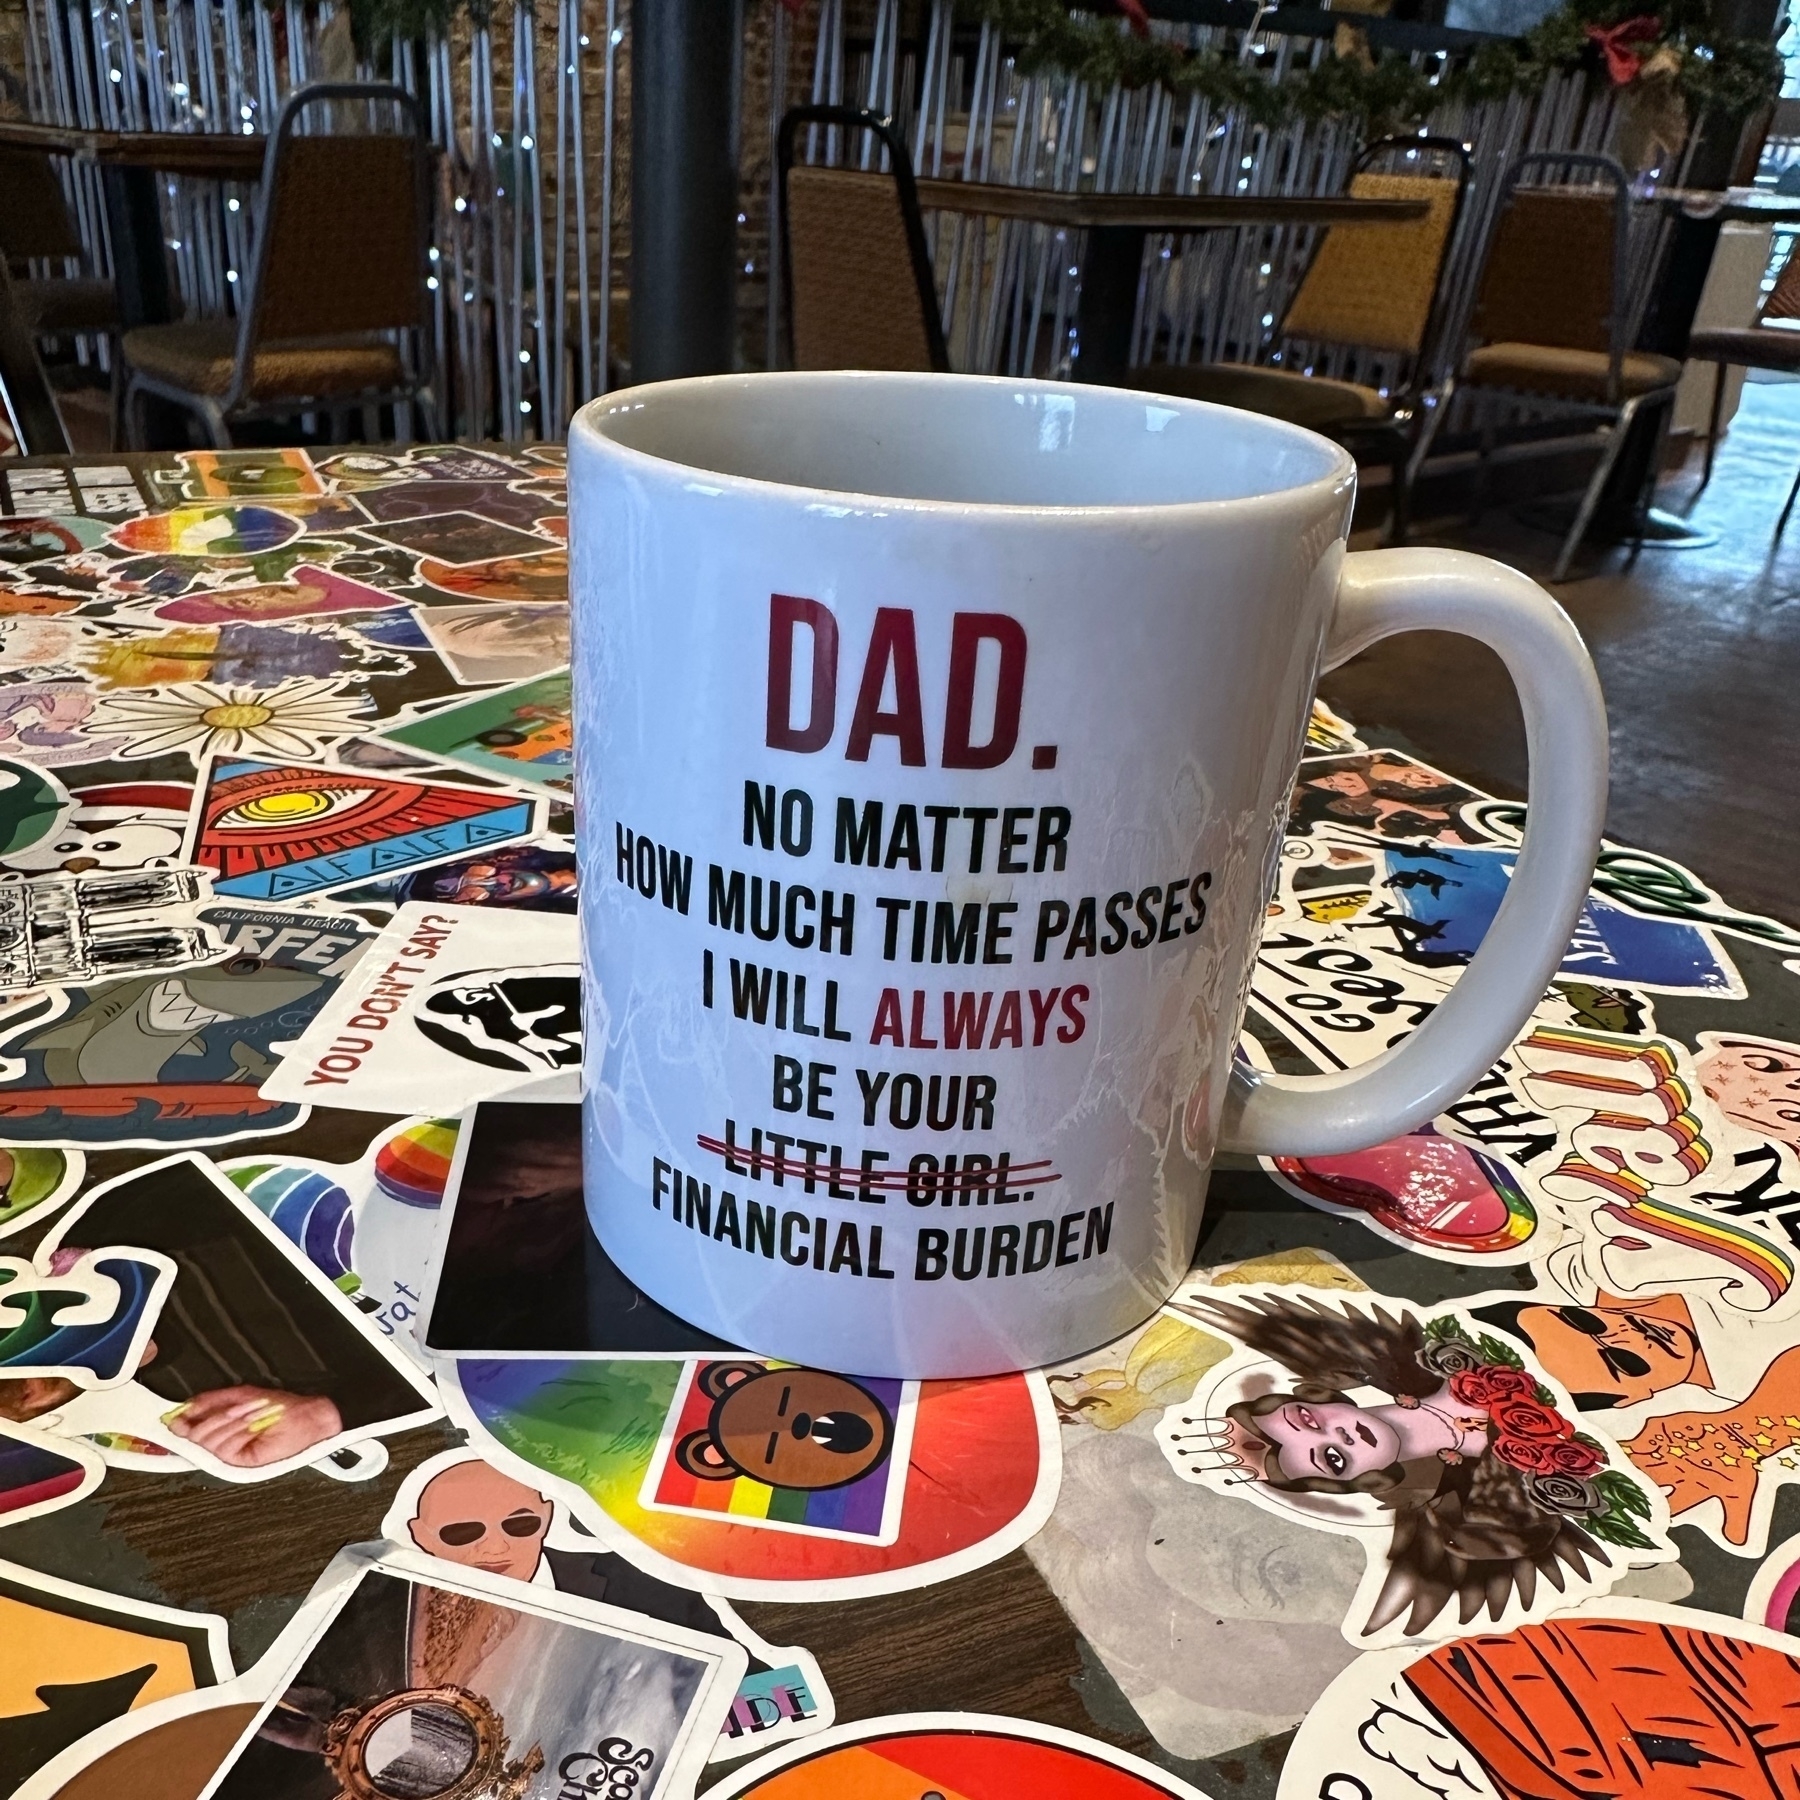 DAD.
NO MATTER
HOW MUCH TIME PASSES
I WILL ALWAYS
BE YOUR
LITTLE GIRL.
FINANCIAL BURDEN
CALIFORNIA BEACH
YOU DON'T SAY?